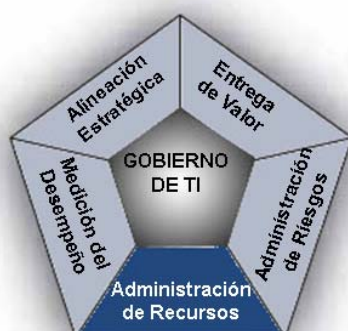 Alineación
Estratégica
Entrega
de Valor
GOBIERNO
DE TI
Medición del
Desempeño
Administración
de Riesgos
Administración
de Recursos